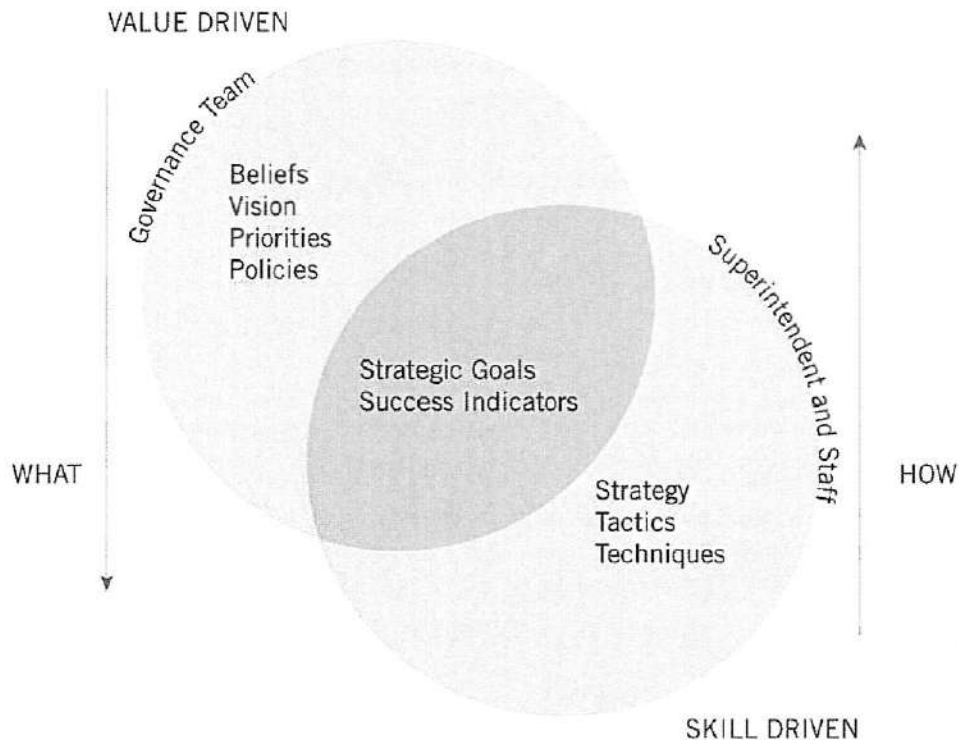 VALUE DRIVEN
Governance Team
Beliefs
Vision
Priorities
Policies
Superintendent and Staff
Strategic Goals
Success Indicators
WHAT
HOW
Strategy
Tactics
Techniques
SKILL DRIVEN